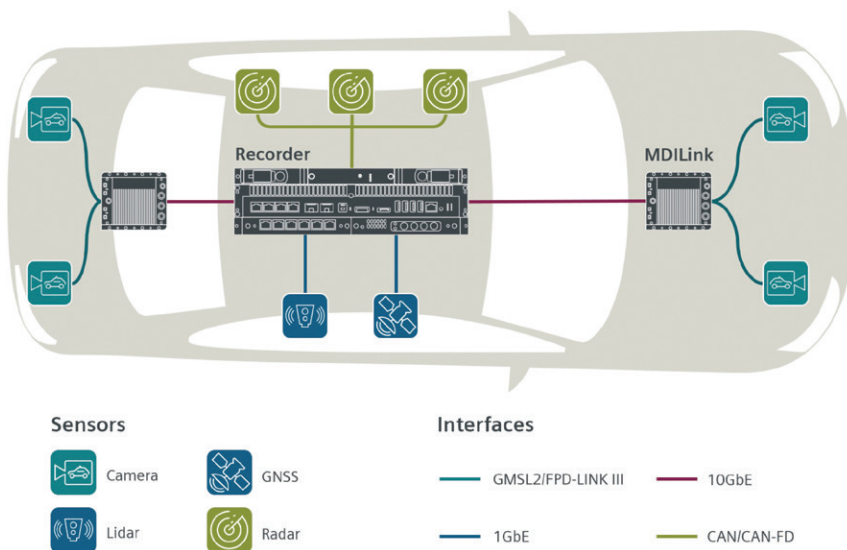 Recorder
MDILink
Sensors
Interfaces
Camera
GNSS
GMSL2/FPD-LINK III
10GbE
Lidar
Radar
1GbE
CAN/CAN-FD